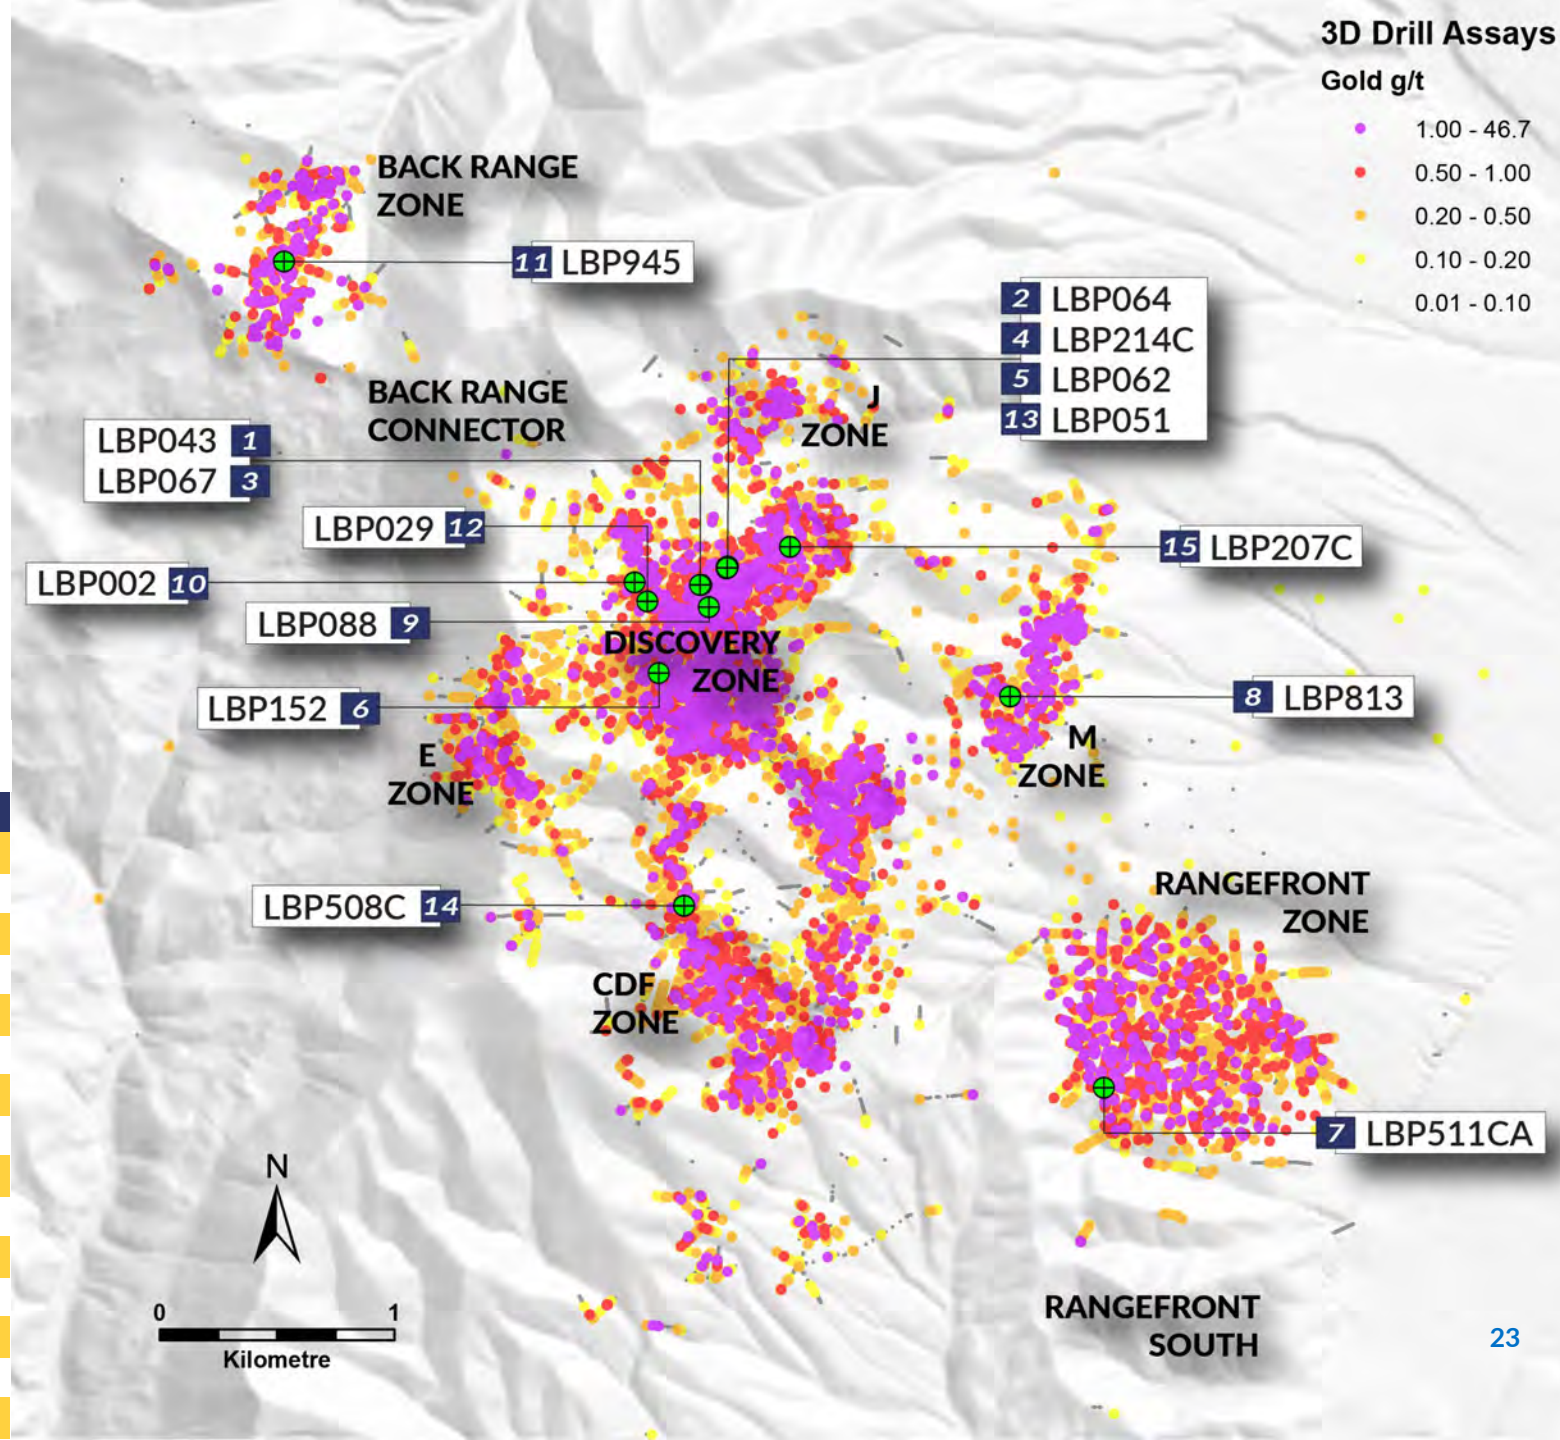 3D Drill Assays
Gold g/t
1.00 - 46.7
0.50 - 1.00
0.20 - 0.50
0.10 - 0.20
0.01 - 0.10
BACK RANGE
ZONE
11 LBP945
2 LBP064
4 LBP214C
5 LBP062
13 LBP051
BACK RANGE
CONNECTOR
J
ZONE
LBP043 1
LBP067 3
LBP029 12
15 LBP207C
LBP002 10
LBP088 9
DISCOVERY
ZONE
LBP152 6
8 LBP813
E
ZONE
M
ZONE
RANGEFRONT
ZONE
LBP508C 14
CDF
ZONE
7 LBP511CA
N
0 1
Kilometre
RANGEFRONT
SOUTH
23